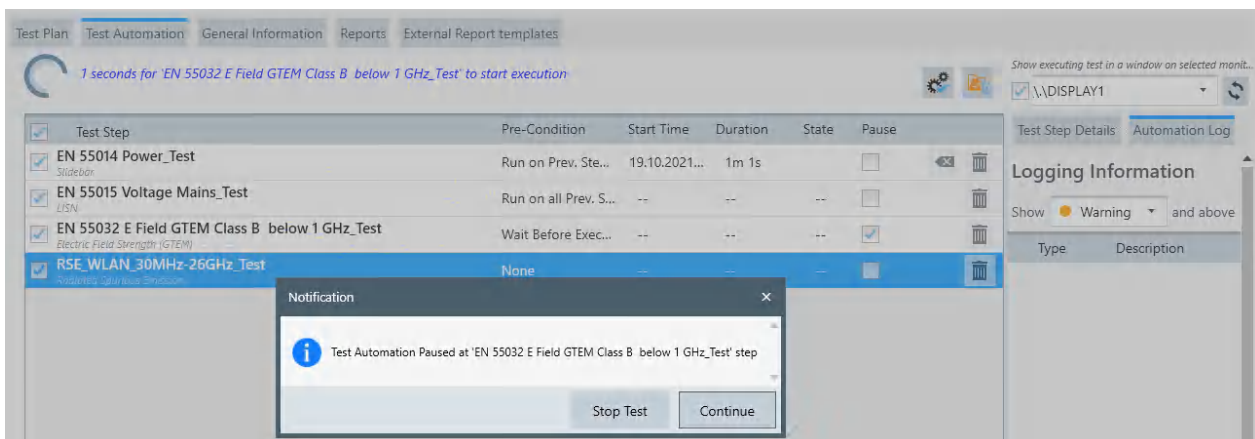 Test Plan Test Automation General Information Reports External Report templates
1 seconds for 'EN 55032 E Field GTEM Class B below 1 GHz_Test' to start execution
Show executing test in a window on selected monit...
\.\DISPLAY1
Test Step Pre-Condition Start Time Duration State Pause
EN 55014 Power_Test Run on Prev. Ste... 19.10.2021... 1m 1s
Slidebar
EN 55015 Voltage Mains_Test Run on all Prev. S... -- -- --
LISN
EN 55032 E Field GTEM Class B below 1 GHz_Test Wait Before Exec... -- -- --
Electric Field Strength (GTEM)
RSE_WLAN_30MHz-26GHz_Test None -- -- --
Radiated Spurious Emission
Test Step Details Automation Log
Logging Information
Show Warning and above
Type Description
Notification
Test Automation Paused at 'EN 55032 E Field GTEM Class B below 1 GHz_Test' step
Stop Test Continue